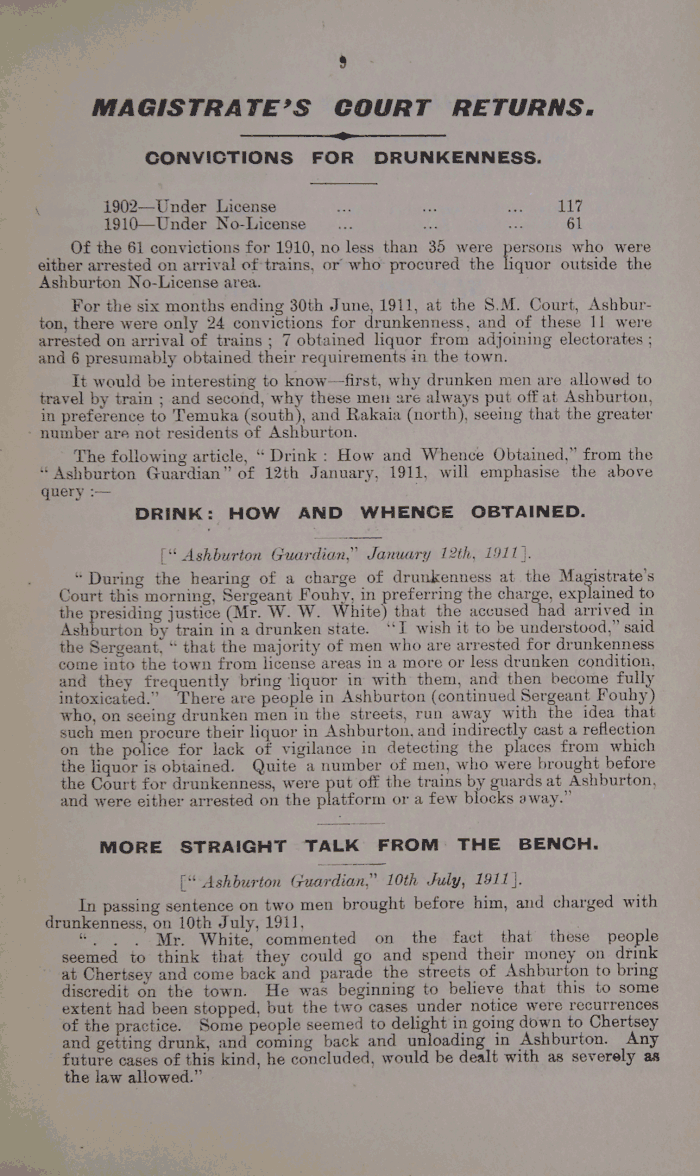 9
MAGISTRATE'S COURT RETURNS.
CONVICTIONS FOR DRUNKENNESS.
1902—Under License ... ... ... 117
1910—Under No-License ... ... ... 61
Of the 61 convictions for 1910, no less than 35 were persons who were
either arrested on arrival of trains, or who procured the liquor outside the
Ashburton No-License area.
For the six months ending 30th June, 1911, at the S.M. Court, Ashbur-
ton, there were only 24 convictions for drunkenness, and of these 11 were
arrested on arrival of trains ; 7 obtained liquor from adjoining electorates ;
and 6 presumably obtained their requirements in the town.
It would be interesting to know—first, why drunken men are allowed to
travel by train ; and second, why these men are always put off at Ashburton,
in preference to Temuka (south), and Rakaia (north), seeing that the greater
number are not residents of Ashburton.
The following article, "Drink : How and Whence Obtained," from the
"Ashburton Guardian" of 12th January, 1911, will emphasise the above
query :—
DRINK: HOW AND WHENCE OBTAINED.
["Ashburton Guardian," January 12th, 1911].
"During the hearing of a charge of drunkenness at the Magistrate's
Court this morning, Sergeant Fouhy, in preferring the charge, explained to
the presiding justice (Mr. W. W. White) that the accused had arrived in
Ashburton by train in a drunken state. "I wish it to be understood," said
the Sergeant, "that the majority of men who are arrested for drunkenness
come into the town from license areas in a more or less drunken condition,
and they frequently bring liquor in with them, and then become fully
intoxicated." There are people in Ashburton (continued Sergeant Fouhy)
who, on seeing drunken men in the streets, run away with the idea that
such men procure their liquor in Ashburton, and indirectly cast a reflection
on the police for lack of vigilance in detecting the places from which
the liquor is obtained. Quite a number of men, who were brought before
the Court for drunkenness, were put off the trains by guards at Ashburton,
and were either arrested on the platform or a few blocks away."
MORE STRAIGHT TALK FROM THE BENCH.
["Ashburton Guardian," 10th July, 1911].
In passing sentence on two men brought before him, and charged with
drunkenness, on 10th July, 1911,
". . . Mr. White, commented on the fact that these people
seemed to think that they could go and spend their money on drink
at Chertsey and come back and parade the streets of Ashburton to bring
discredit on the town. He was beginning to believe that this to some
extent had been stopped, but the two cases under notice were recurrences
of the practice. Some people seemed to delight in going down to Chertsey
and getting drunk, and coming back and unloading in Ashburton. Any
future cases of this kind, he concluded, would be dealt with as severely as
the law allowed."